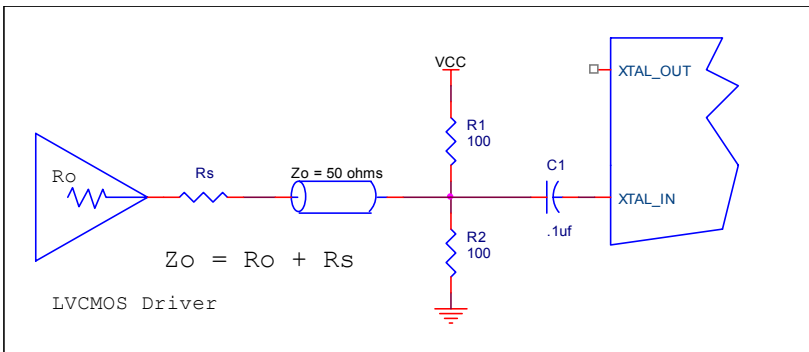 VCC
XTAL_OUT
R1
100
C1
Ro
Rs
Zo = 50 ohms
XTAL_IN
.1uf
R2
100
Zo = Ro + Rs
LVCMOS Driver